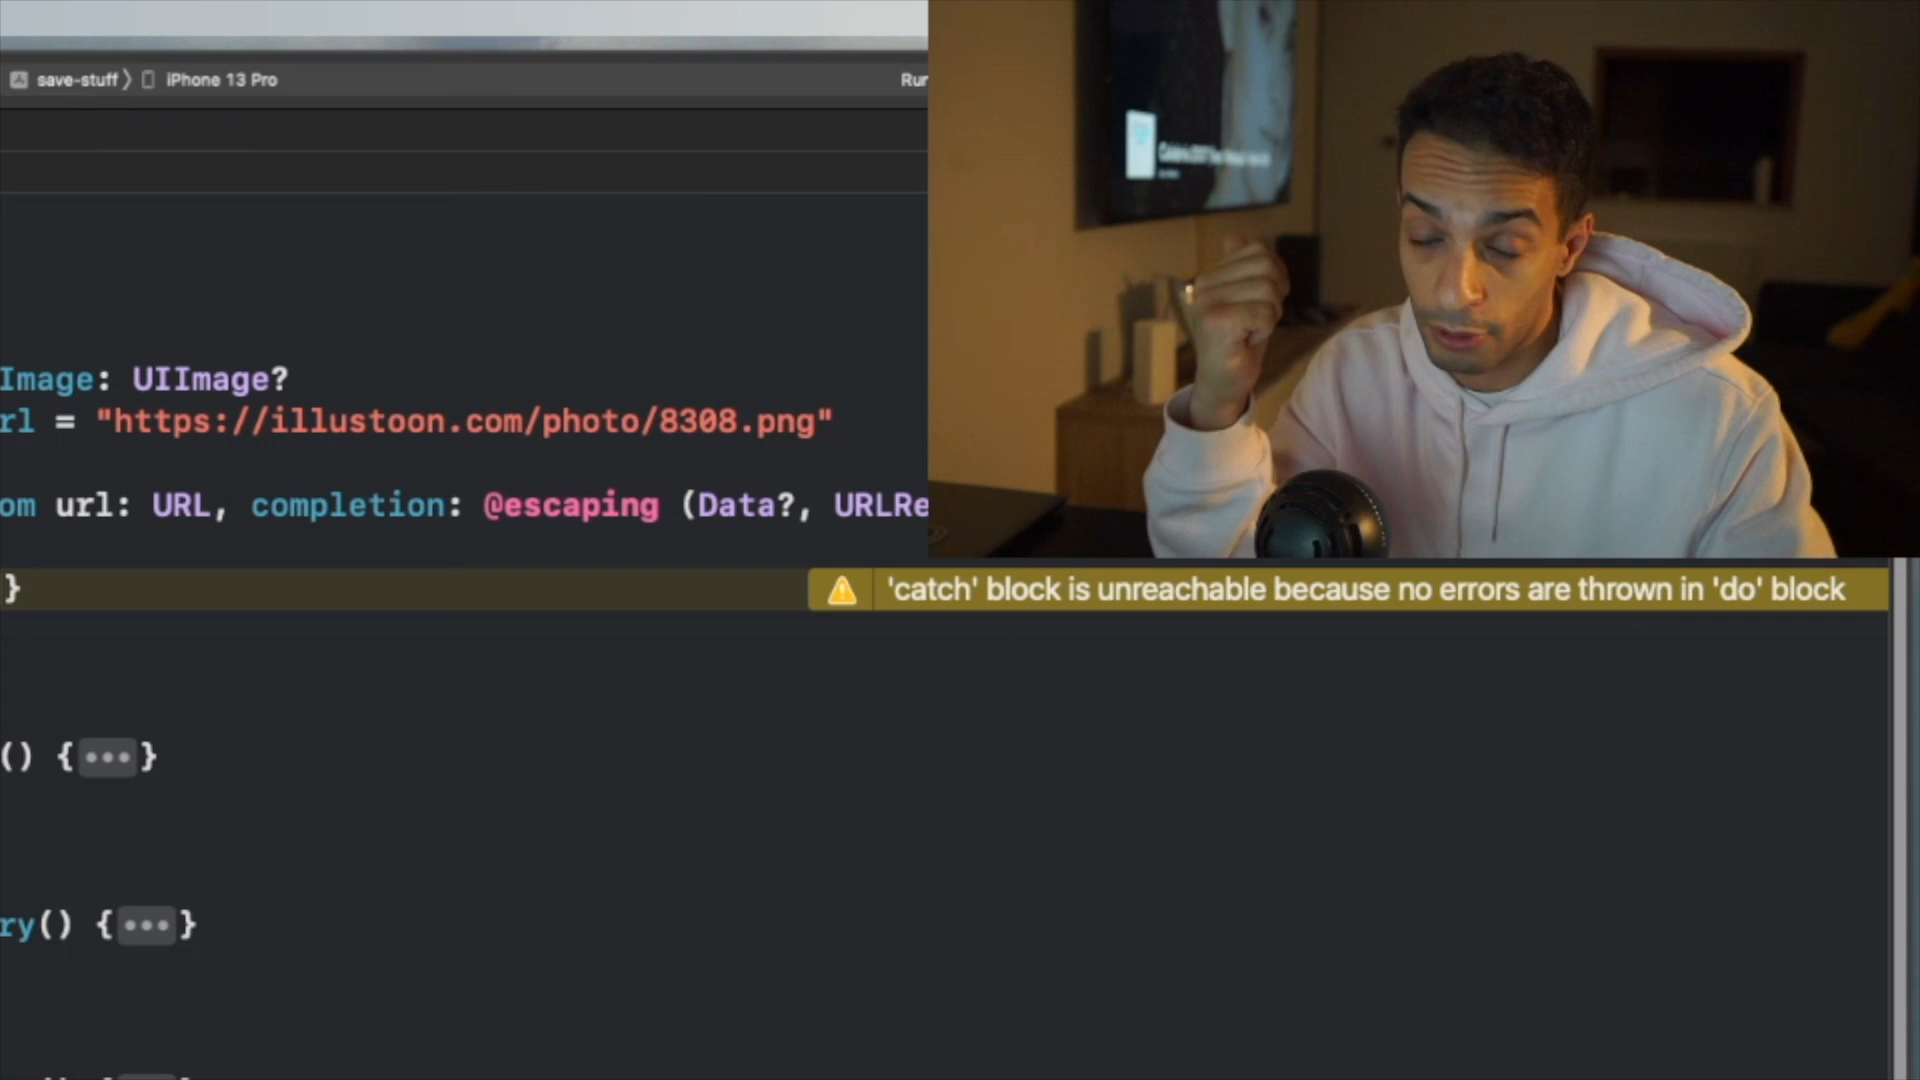 save-stuff 〉 iPhone 13 Pro
Image: UIImage?
rl = "https://illustoon.com/photo/8308.png"
om url: URL, completion: @escaping (Data?, URLRe
} 'catch' block is unreachable because no errors are thrown in 'do' block
() {•••}
ry() {•••}